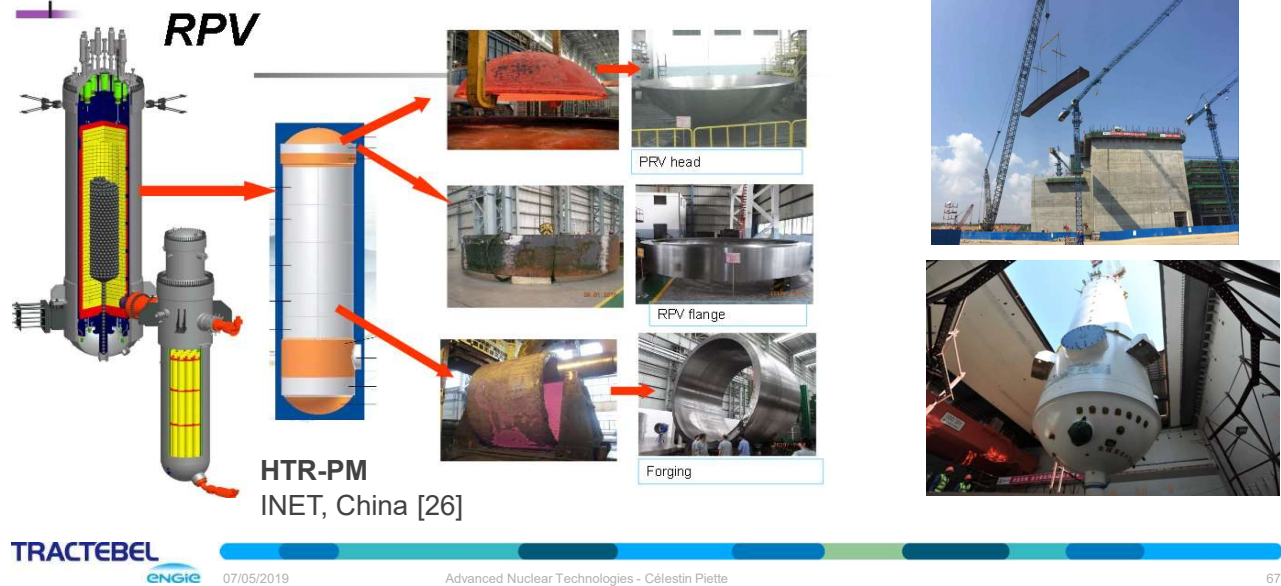 RPV
PRV head
RPV flange
Forging
HTR-PM
INET, China [26]
TRACTEBEL
ENGIE
07/05/2019
Advanced Nuclear Technologies - Célestin Piette
67